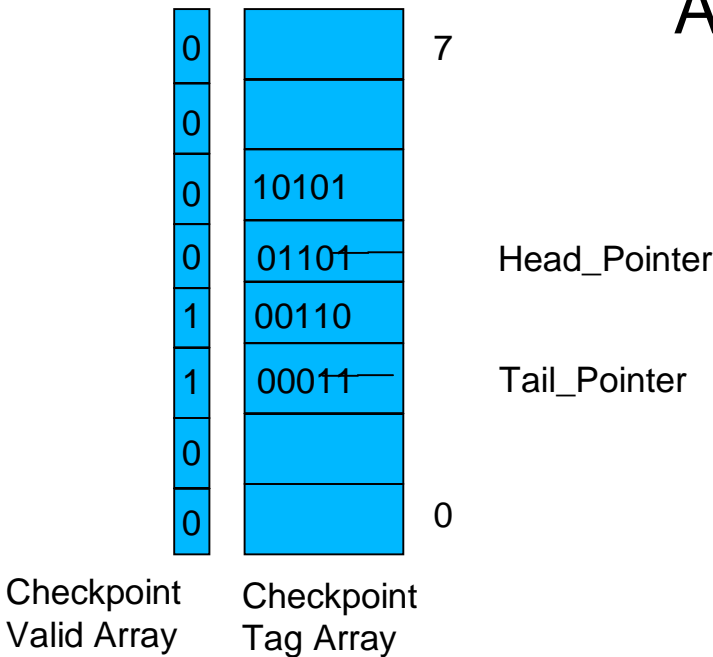 A
0 7
0
0 10101
0 01101 Head_Pointer
1 00110
1 00011 Tail_Pointer
0
0 0
Checkpoint
Valid Array
Checkpoint
Tag Array